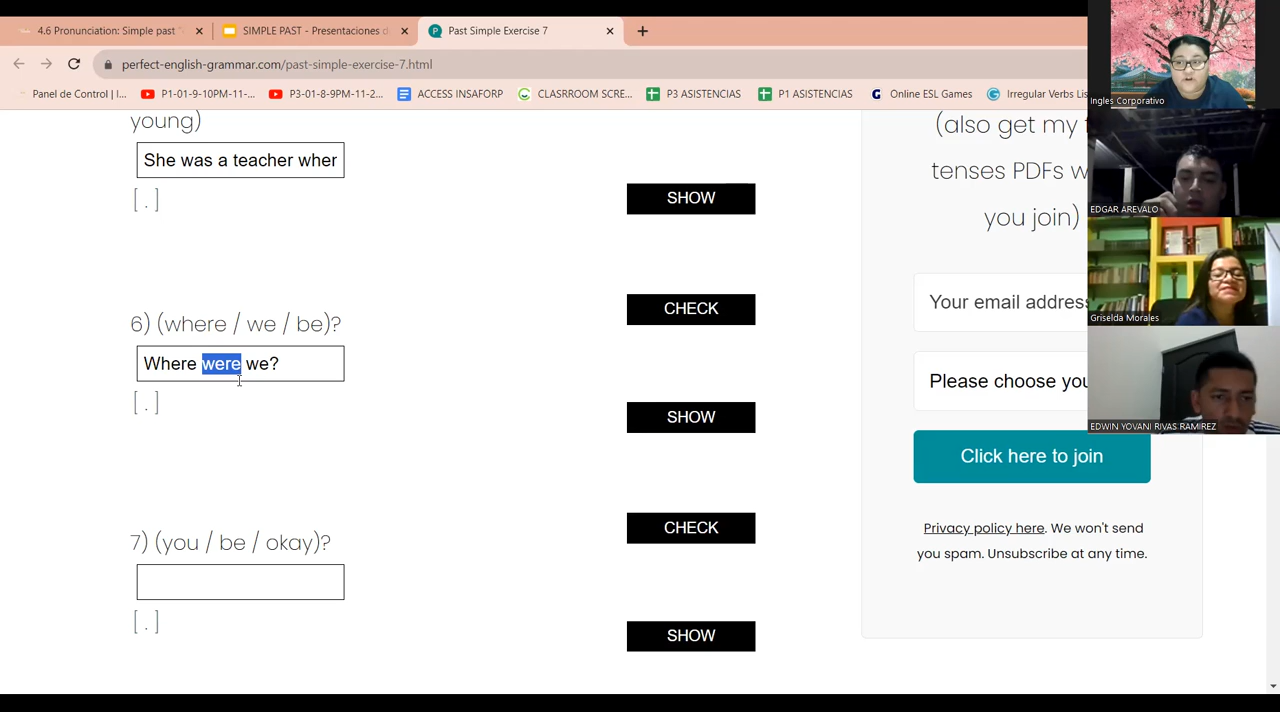 4.6 Pronunciation: Simple past
SIMPLE PAST - Presentaciones d
Past Simple Exercise 7
perfect-english-grammar.com/past-simple-exercise-7.html
Panel de Control | I...
P1-01-9-10PM-11-...
P3-01-8-9PM-11-2...
ACCESS INSAFORP
CLASRROOM SCRE...
P3 ASISTENCIAS
P1 ASISTENCIAS
Online ESL Games
Irregular Verbs Lis
Ingles Corporativo
EDGAR AREVALO
Griselda Morales
EDWIN YOVANI RIVAS RAMIREZ
young)
She was a teacher wher
[ . ]
SHOW
CHECK
6) (where / we / be)?
Where were we?
[ . ]
SHOW
CHECK
7) (you / be / okay)?
[ . ]
SHOW
(also get my f
tenses PDFs w
you join)
Your email address
Please choose you
Click here to join
Privacy policy here. We won't send
you spam. Unsubscribe at any time.